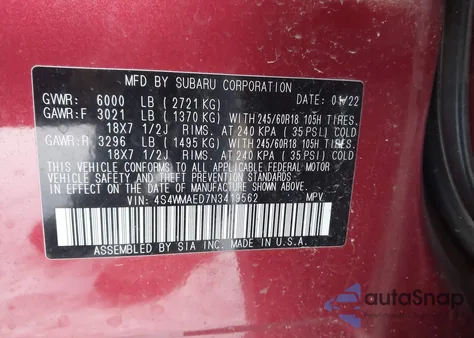 MFD BY SUBARU CORPORATION
GVWR: 6000 LB (2721 KG) DATE 01/22
GAWR:F 3021 LB (1370 KG) WITH 245/60R18 105H TIRES.
18X7 1/2J RIMS. AT 240 KPA (35 PSI) COLD
GAWR:R 3296 LB (1495 KG) WITH 245/60R18 105H TIRES.
18X7 1/2J RIMS. AT 240 KPA (35 PSI) COLD
THIS VEHICLE CONFORMS TO ALL APPLICABLE FEDERAL MOTOR
VEHICLE SAFETY STANDARDS IN EFFECT ON THE DATE OF
MANUFACTURE SHOWN ABOVE.
VIN: 4S4WMAED7N3419562 MPV
ASSEMBLED BY SIA INC. MADE IN U.S.A.
autoSnap